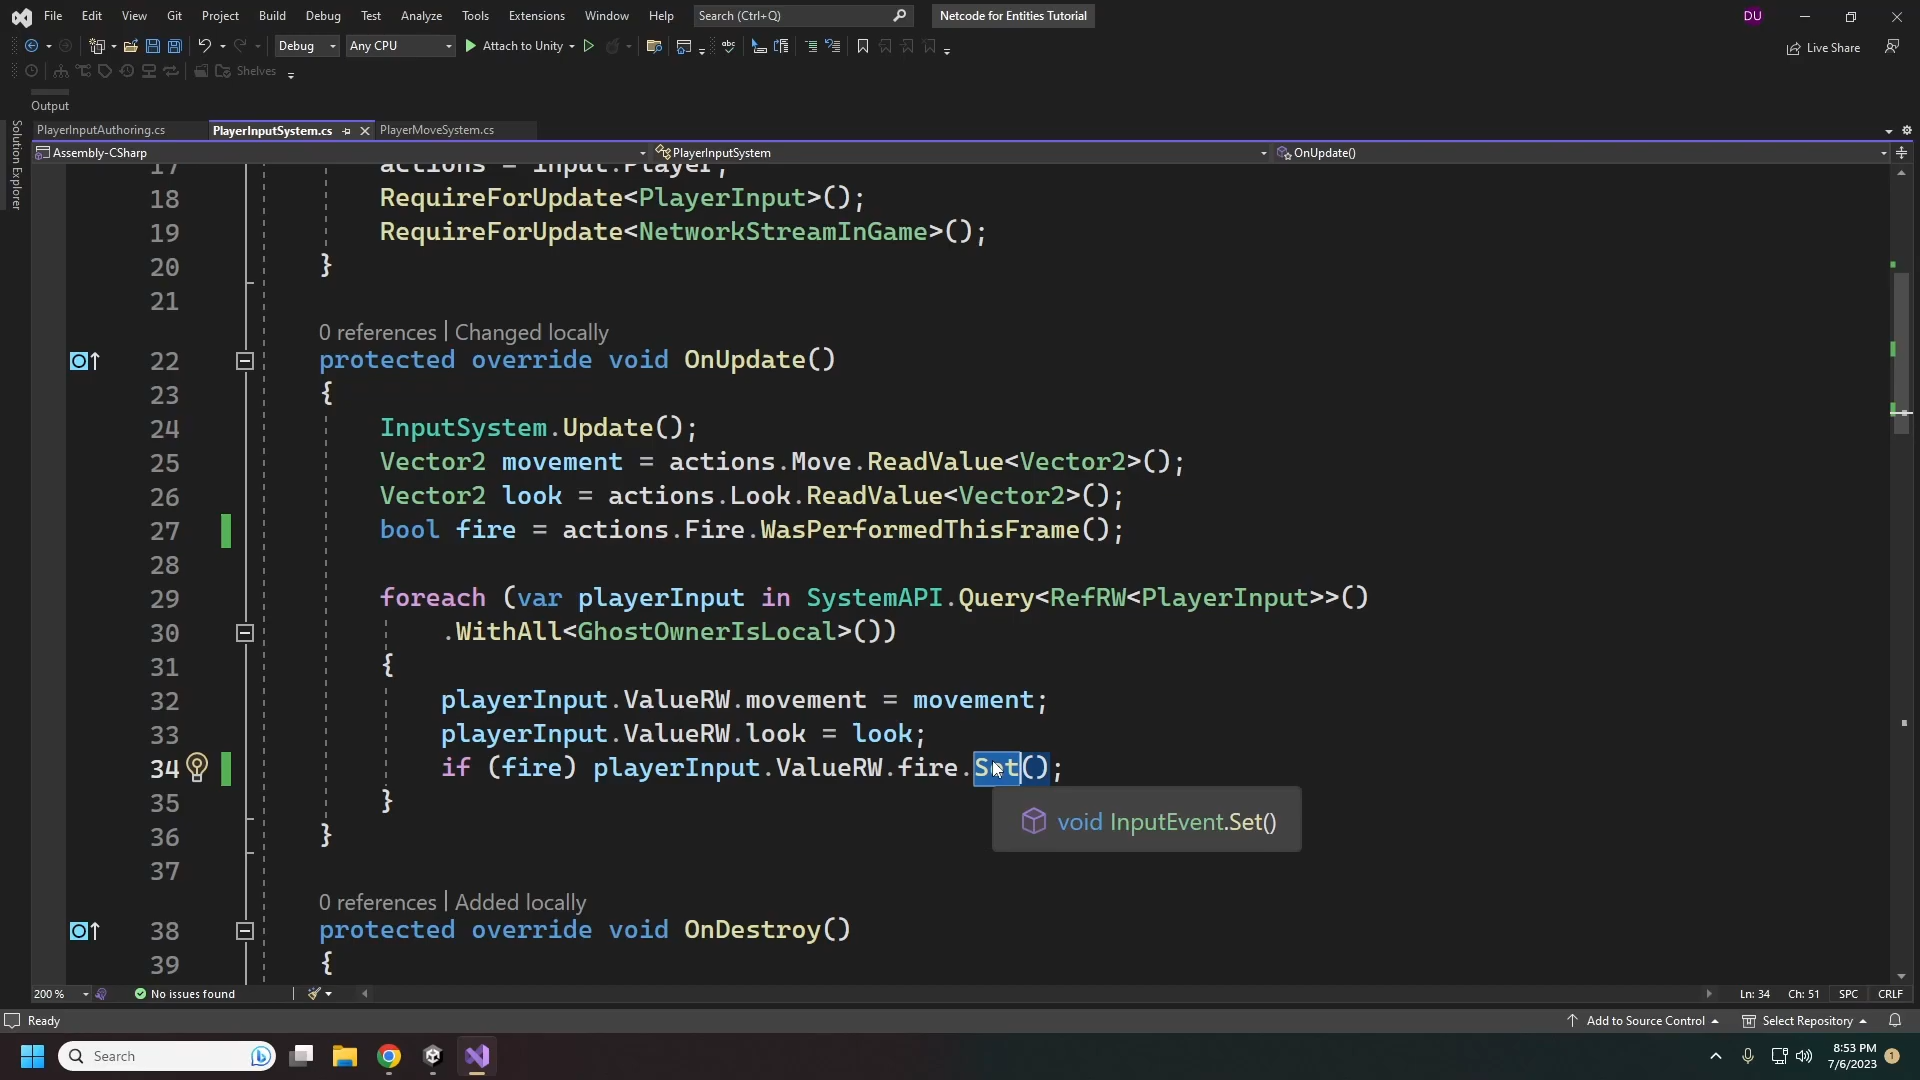 File Edit View Git Project Build Debug Test Analyze Tools Extensions Window Help Search (Ctrl+Q) Netcode for Entities Tutorial DU
Debug Any CPU Attach to Unity abc Live Share
Shelves
Output
Solution Explorer
PlayerInputAuthoring.cs PlayerInputSystem.cs PlayerMoveSystem.cs
Assembly-CSharp PlayerInputSystem OnUpdate()
17 actions = input.Player;
18 RequireForUpdate<PlayerInput>();
19 RequireForUpdate<NetworkStreamInGame>();
20 }
21
0 references | Changed locally
22 protected override void OnUpdate()
23 {
24 InputSystem.Update();
25 Vector2 movement = actions.Move.ReadValue<Vector2>();
26 Vector2 look = actions.Look.ReadValue<Vector2>();
27 bool fire = actions.Fire.WasPerformedThisFrame();
28
29 foreach (var playerInput in SystemAPI.Query<RefRW<PlayerInput>>()
30 .WithAll<GhostOwnerIsLocal>())
31 {
32 playerInput.ValueRW.movement = movement;
33 playerInput.ValueRW.look = look;
34 if (fire) playerInput.ValueRW.fire.Set();
35 }
void InputEvent.Set()
36 }
37
0 references | Added locally
38 protected override void OnDestroy()
39 {
200 % No issues found Ln: 34 Ch: 51 SPC CRLF
Ready Add to Source Control Select Repository
Search 8:53 PM
7/6/2023 1